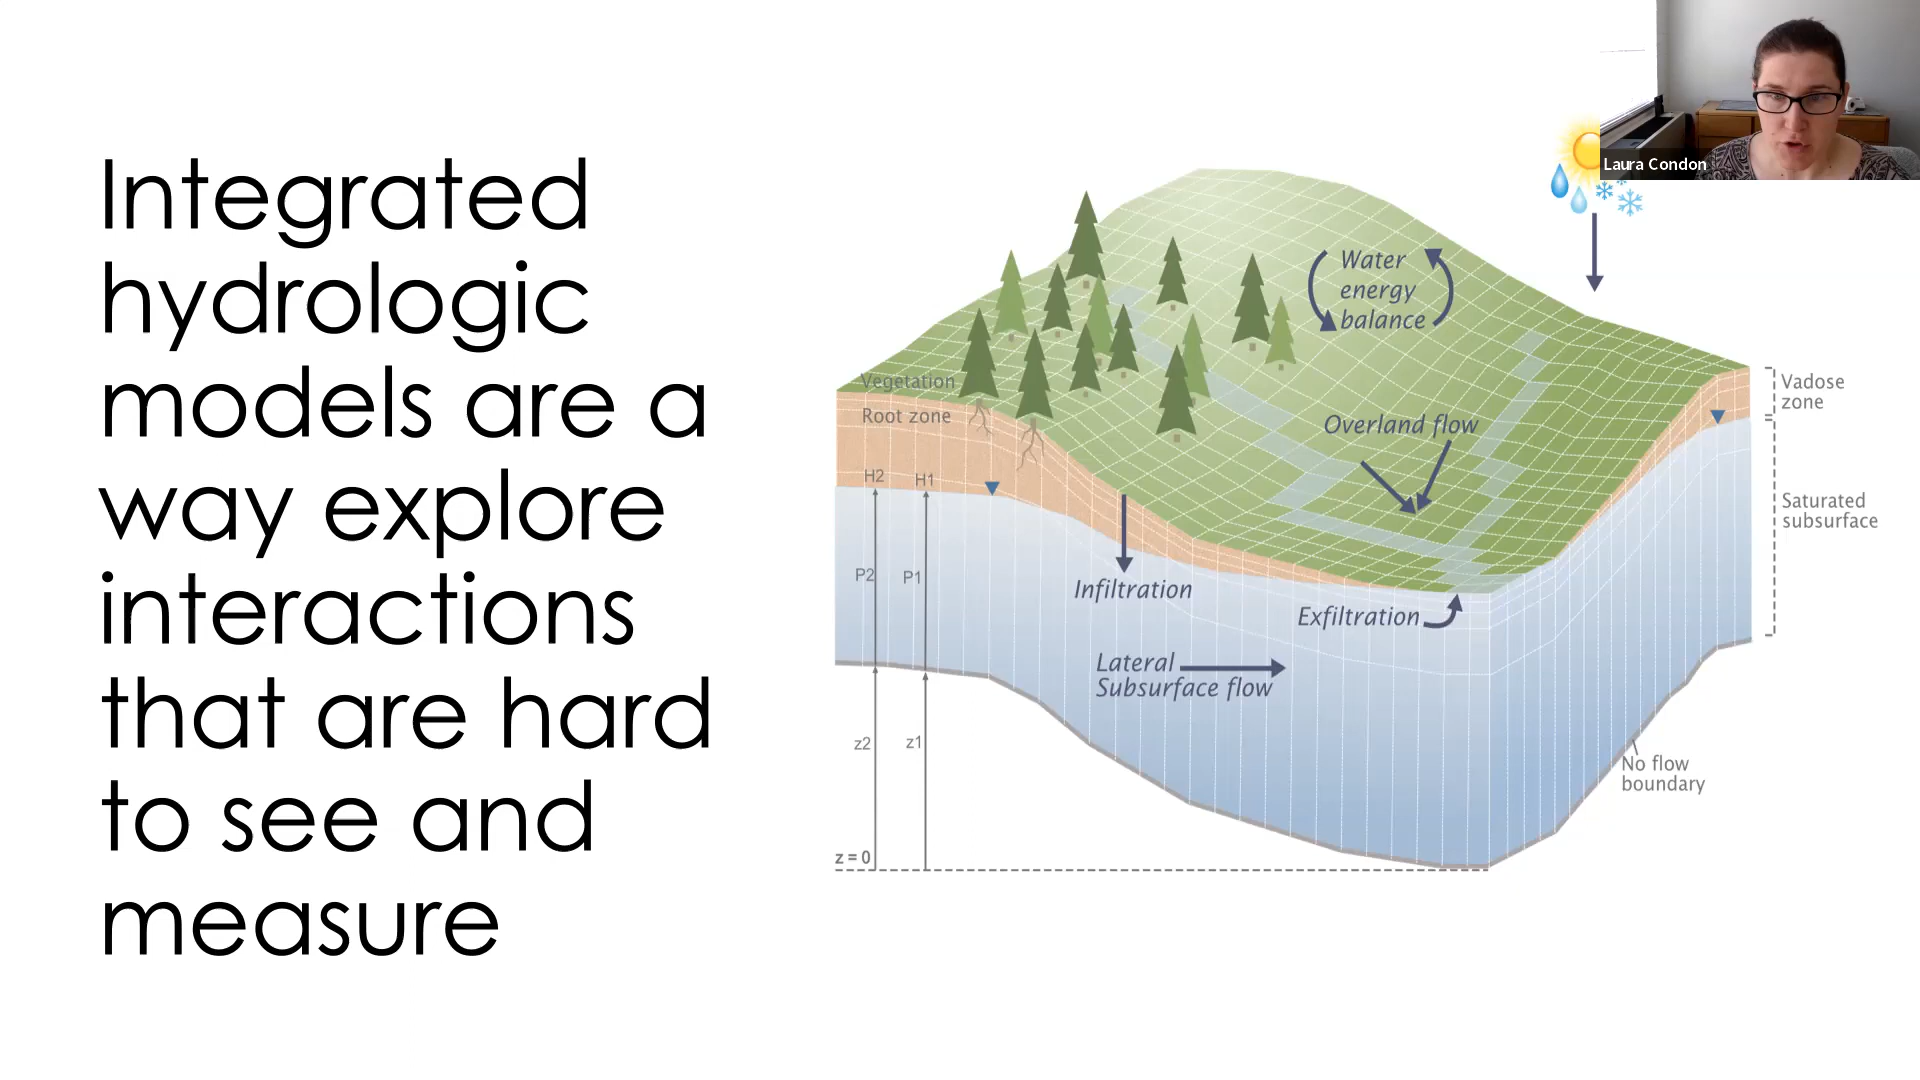 Integrated
hydrologic
models are a
way explore
interactions
that are hard
to see and
measure
Laura Condon
Water
energy
balance
Vegetation
Root zone
Overland flow
Vadose
zone
H2
H1
Saturated
subsurface
P2
P1
Infiltration
Exfiltration
Lateral
Subsurface flow
z2
z1
No flow
boundary
z = 0